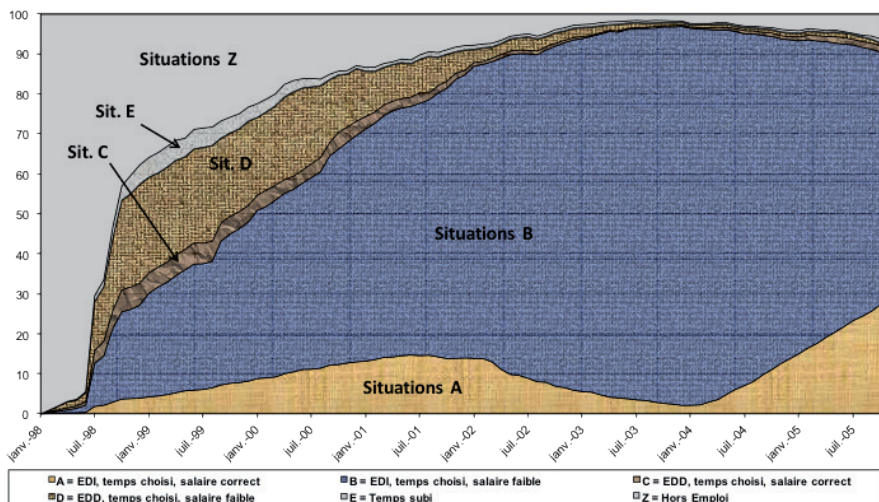 100
90
80
70
60
50
40
30
20
10
0
Situations Z
Sit. E
Sit. C
Sit. D
Situations B
Situations A
janv.-98
juil.-98
janv.-99
juil.-99
janv.-00
juil.-00
janv.-01
juil.-01
janv.-02
juil.-02
janv.-03
juil.-03
janv.-04
juil.-04
janv.-05
juil.-05
A = EDI, temps choisi, salaire correct
B = EDI, temps choisi, salaire faible
C = EDD, temps choisi, salaire correct
D = EDD, temps choisi, salaire faible
E = Temps subi
Z = Hors Emploi